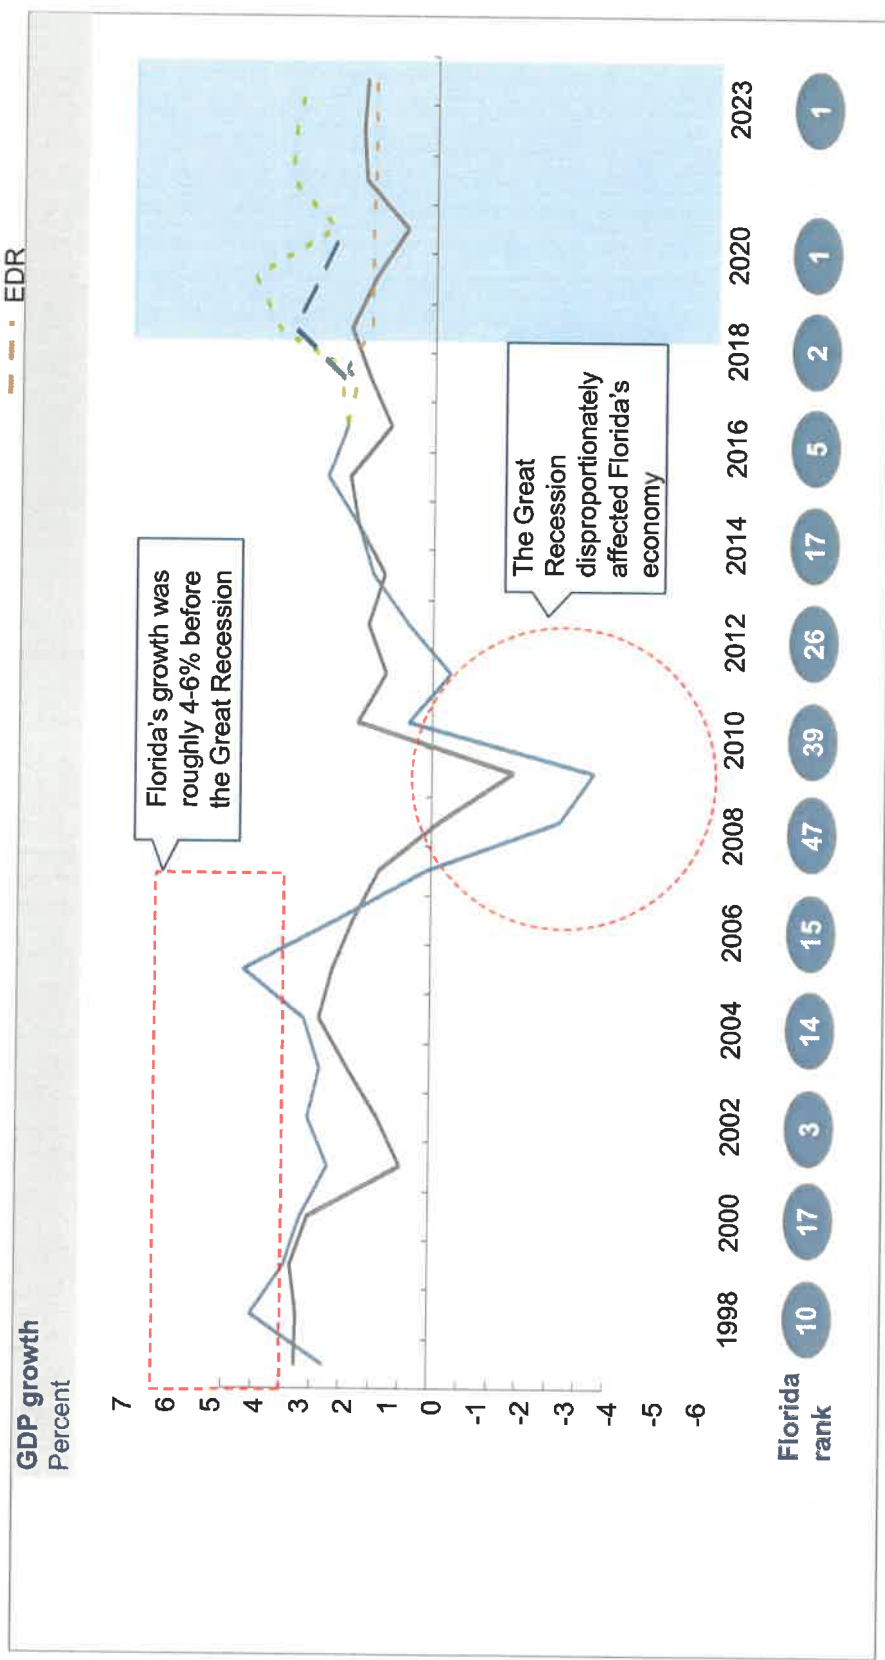 EDR
GDP growth
Percent
Florida's growth was
roughly 4-6% before
the Great Recession
7
6
5
4
3
2
1
0
-1
-2
-3
-4
-5
-6
The Great
Recession
disproportionately
affected Florida's
economy
1998 2000 2002 2004 2006 2008 2010 2012 2014 2016 2018 2020 2023
Florida
rank
10 17 3 14 15 47 39 26 17 5 2 1 1